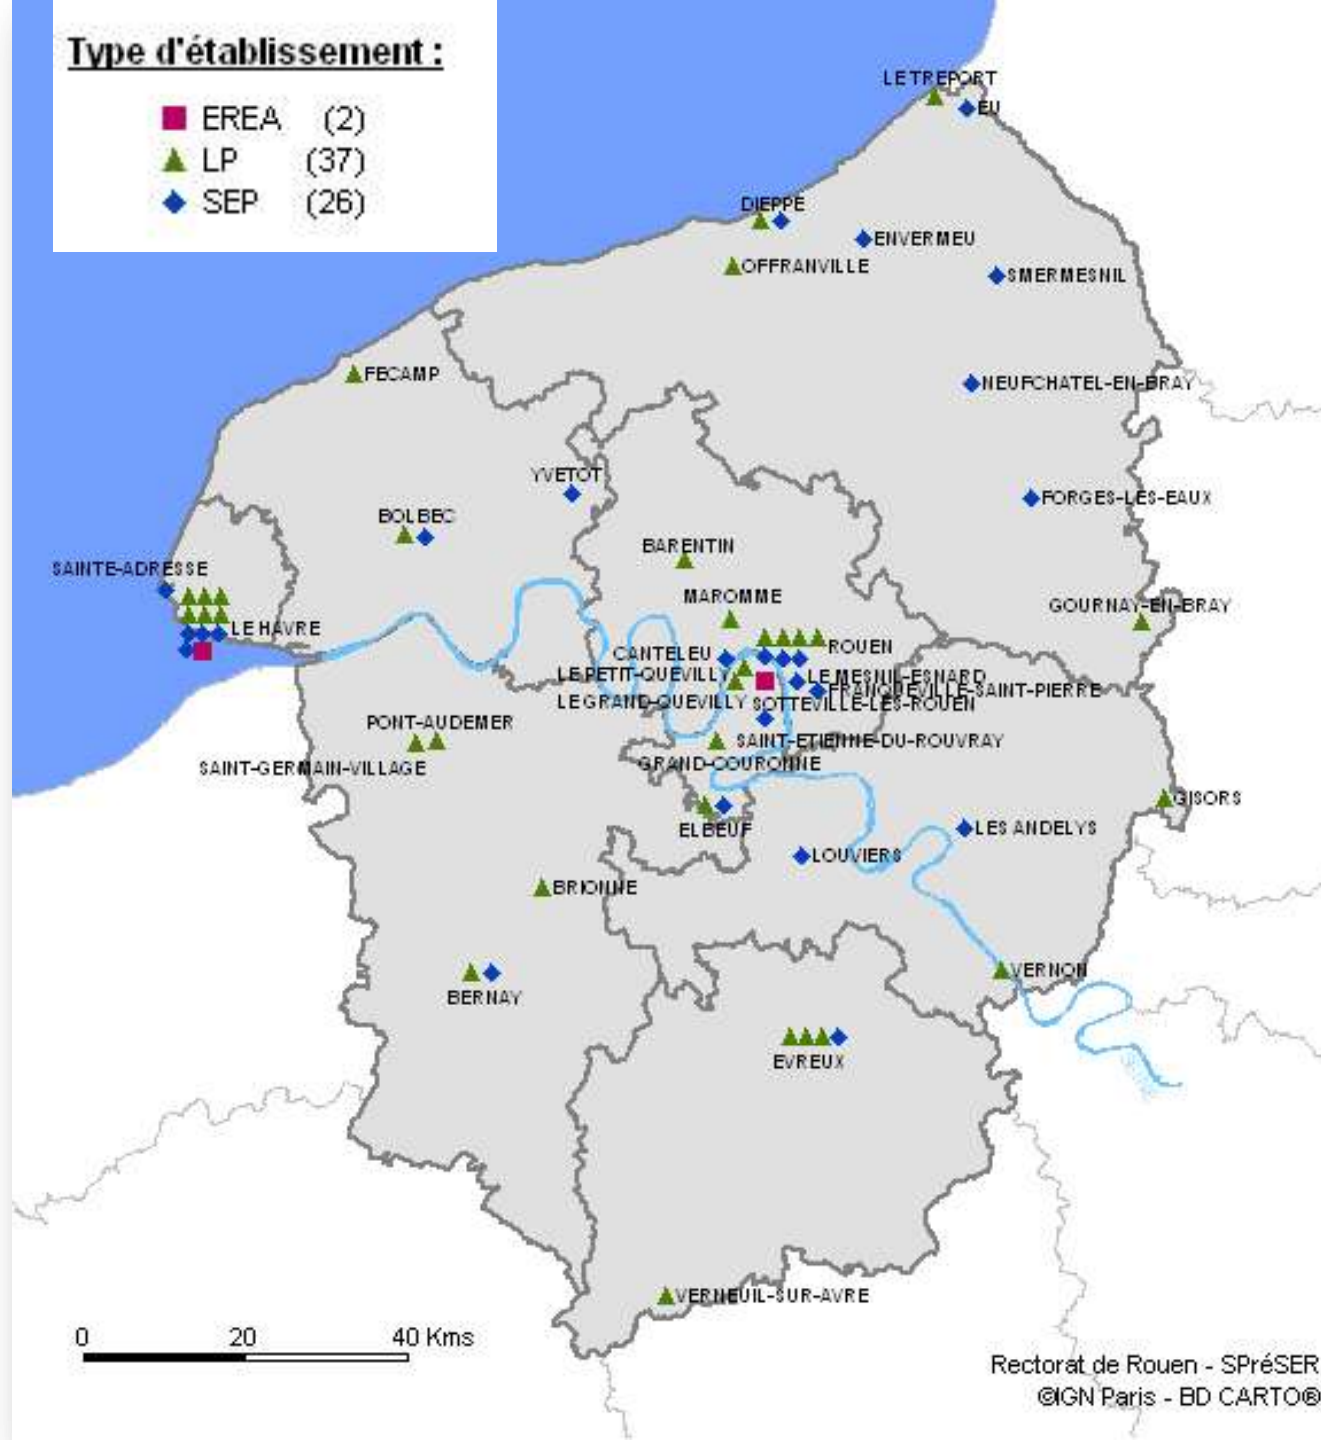 Type d'établissement :
EREA (2)
LP (37)
SEP (26)
LE TREPORT
EU
DIEPPE
ENVERMEU
OFFRANVILLE
SMERMESNIL
FECAMP
NEUFCHATEL-EN-BRAY
YVETOT
FORGES-LES-EAUX
BOLBEC
BARENTIN
SAINTE-ADRESSE
MAROMME
GOURNAY-EN-BRAY
LE HAVRE
ROUEN
CANTELEU
LE PETIT-QUEVILLY
LE MESNIL-ESNARD
FRANQUEVILLE-SAINT-PIERRE
LE GRAND-QUEVILLY
SOTTEVILLE-LES-ROUEN
PONT-AUDEMER
SAINT-ETIENNE-DU-ROUVRAY
SAINT-GERMAIN-VILLAGE
GRAND-COURONNE
GISORS
ELBEUF
LES ANDELYS
LOUVIERS
BRIONNE
VERNON
BERNAY
EVREUX
VERNEUIL-SUR-AVRE
0 20 40 Kms
Rectorat de Rouen - SPréSER
©IGN Paris - BD CARTO®